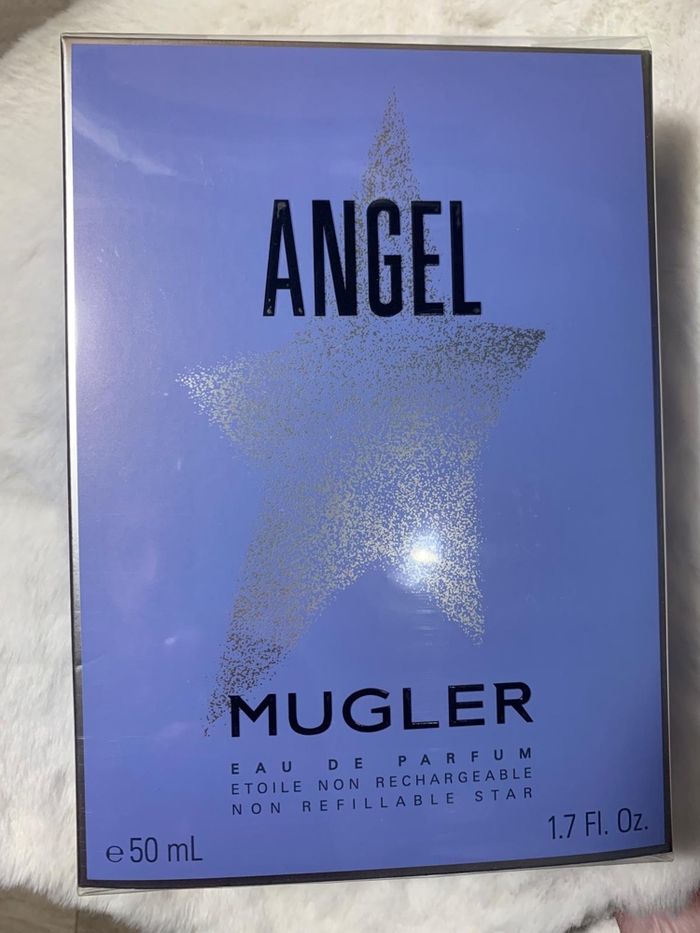 ANGEL
MUGLER
EAU DE PARFUM
ETOILE NON RECHARGEABLE
NON REFILLABLE STAR
℮ 50 mL
1.7 Fl. Oz.